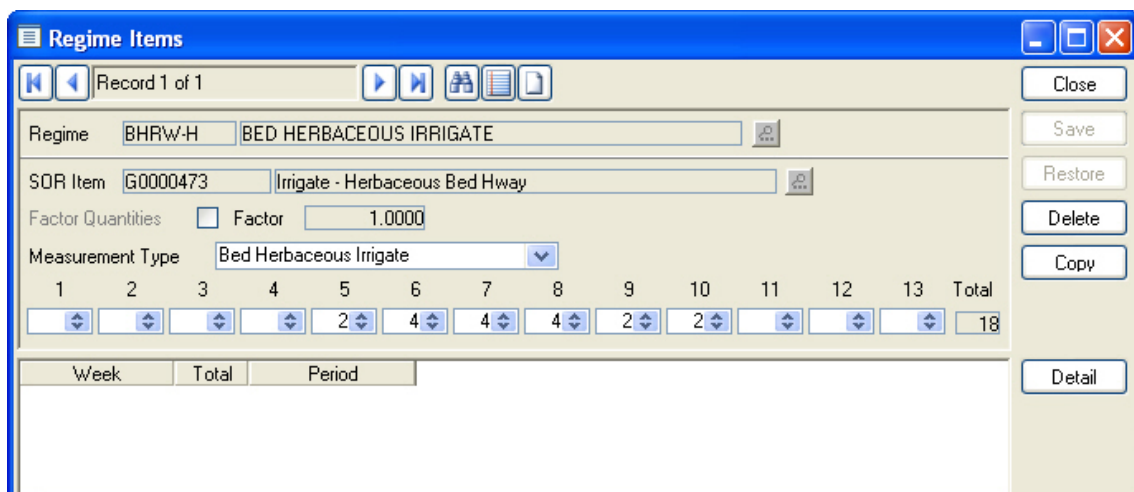 Regime Items
Record 1 of 1
Close
Regime BHRW-H BED HERBACEOUS IRRIGATE
Save
SOR Item G0000473 Irrigate - Herbaceous Bed Hway
Restore
Factor Quantities Factor 1.0000
Delete
Measurement Type Bed Herbaceous Irrigate
Copy
1 2 3 4 5 6 7 8 9 10 11 12 13 Total
2 4 4 4 2 2 18
Week Total Period
Detail